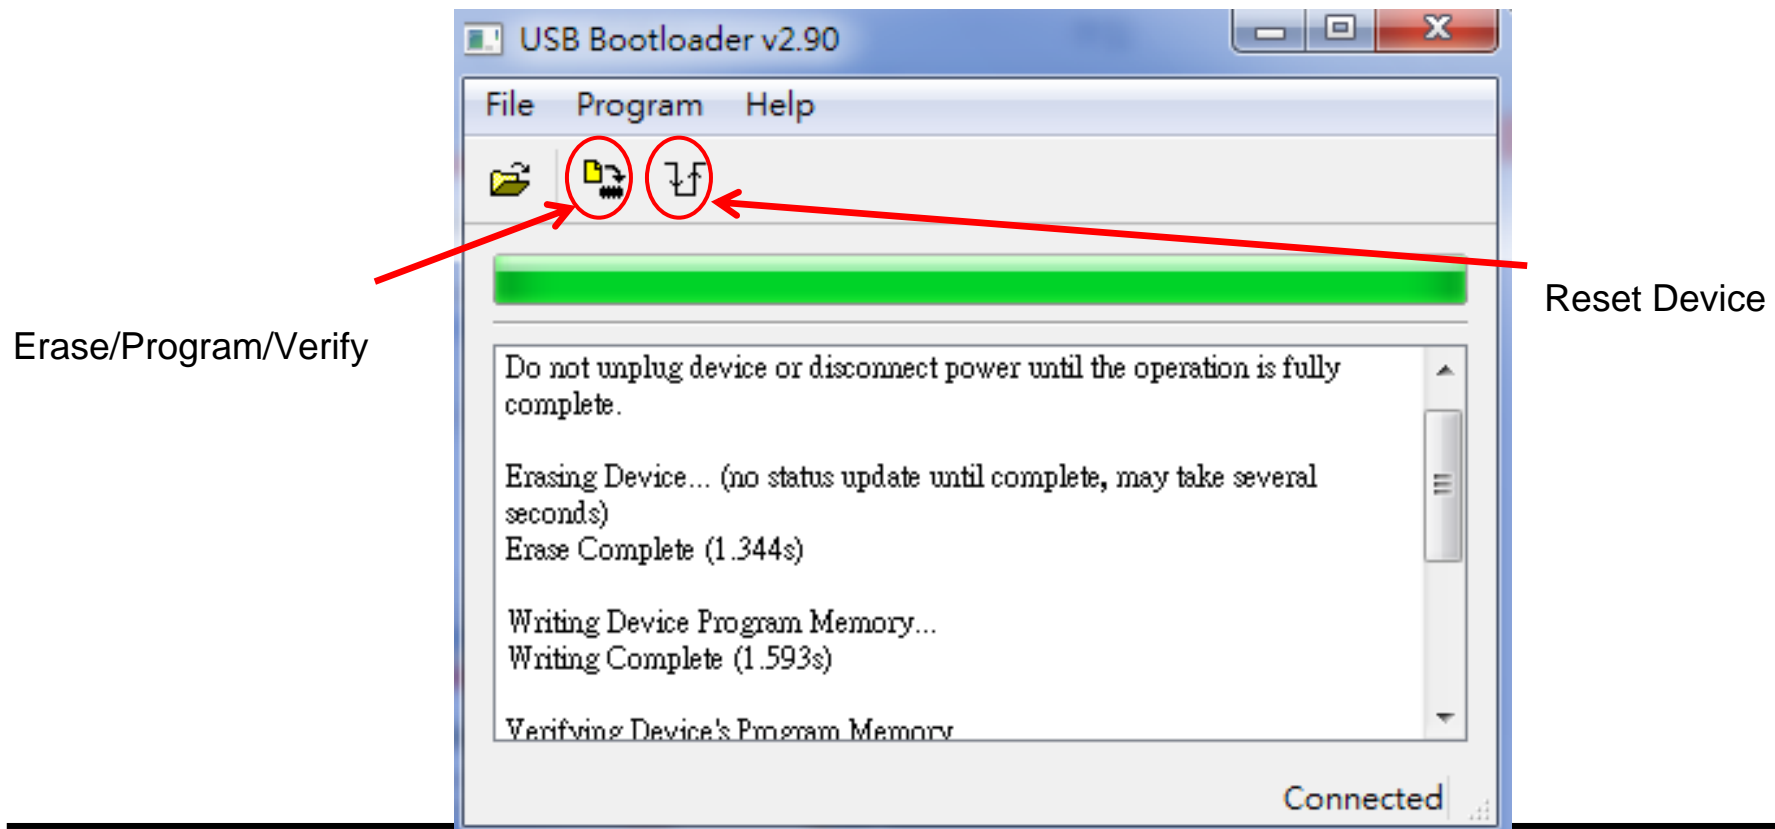 USB Bootloader v2.90
File Program Help
Erase/Program/Verify
Reset Device
Do not unplug device or disconnect power until the operation is fully
complete.
Erasing Device... (no status update until complete, may take several
seconds)
Erase Complete (1.344s)
Writing Device Program Memory...
Writing Complete (1.593s)
Verifying Device's Program Memory
Connected